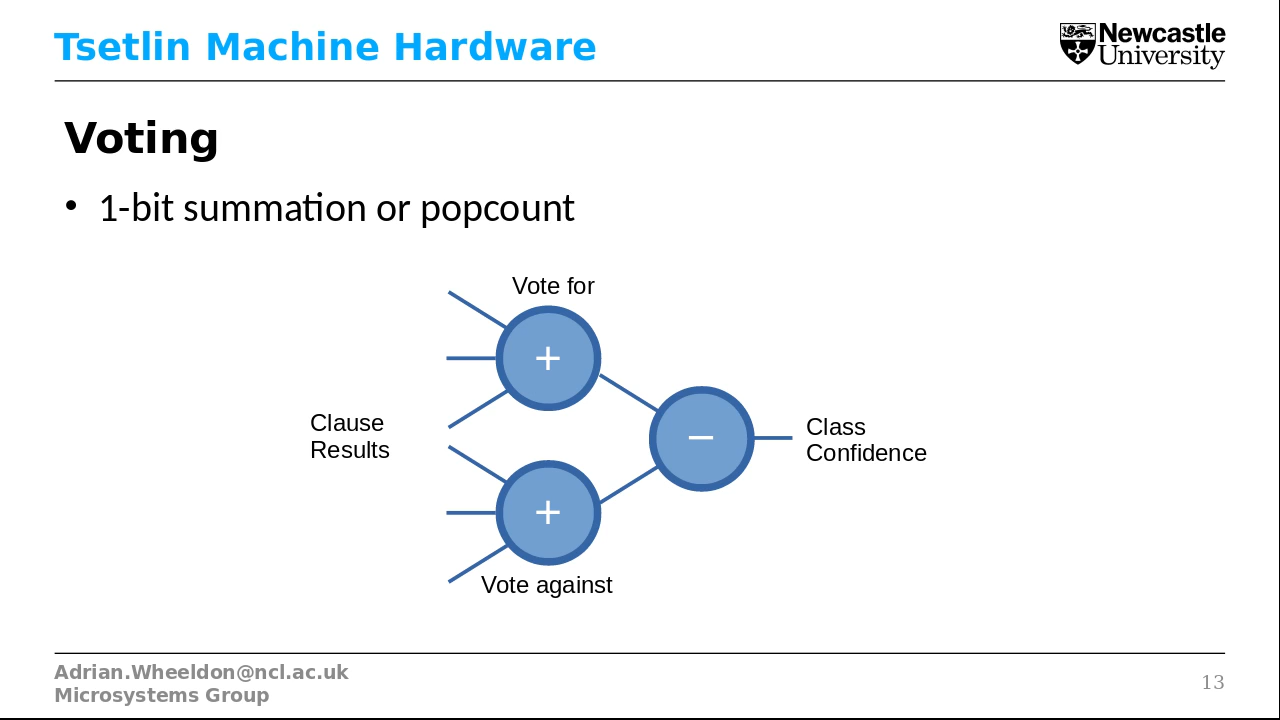 Tsetlin Machine Hardware
Newcastle
University
Voting
• 1-bit summation or popcount
Vote for
+
Clause
Results
−
Class
Confidence
+
Vote against
Adrian.Wheeldon@ncl.ac.uk
Microsystems Group
13